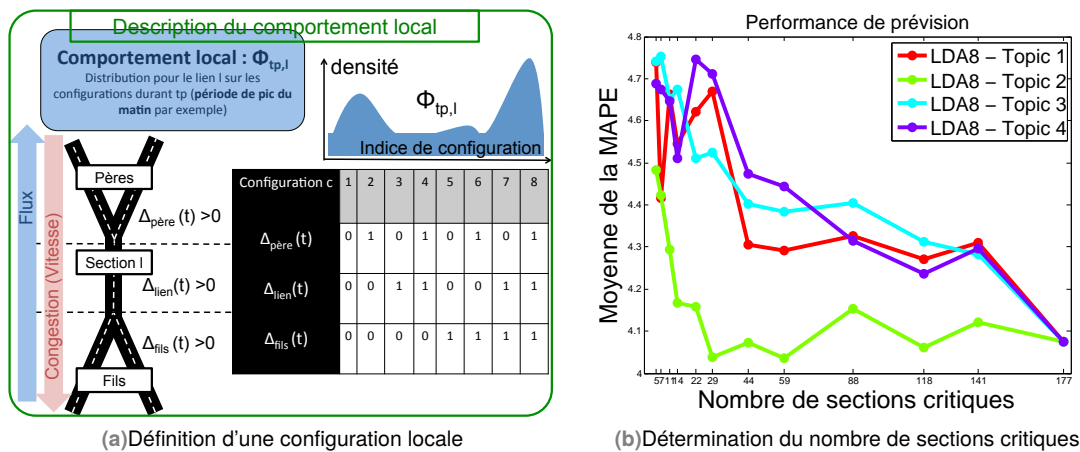 Description du comportement local
Comportement local : Φtp,l
Distribution pour le lien l sur les
configurations durant tp (période de pic du
matin par exemple)
densité
Φtp,l
Indice de configuration
Flux
Congestion (Vitesse)
Pères
Δpère(t) >0
Section l
Δlien(t) >0
Δfils(t) >0
Fils
Configuration c 1 2 3 4 5 6 7 8
Δpère(t) 0 1 0 1 0 1 0 1
Δlien(t) 0 0 1 1 0 0 1 1
Δfils(t) 0 0 0 0 1 1 1 1
(a)Définition d'une configuration locale
Performance de prévision
Moyenne de la MAPE
4.8
4.7
4.6
4.5
4.4
4.3
4.2
4.1
4
LDA8 – Topic 1
LDA8 – Topic 2
LDA8 – Topic 3
LDA8 – Topic 4
5 7 11 14 22 29 44 59 88 118 141 177
Nombre de sections critiques
(b)Détermination du nombre de sections critiques